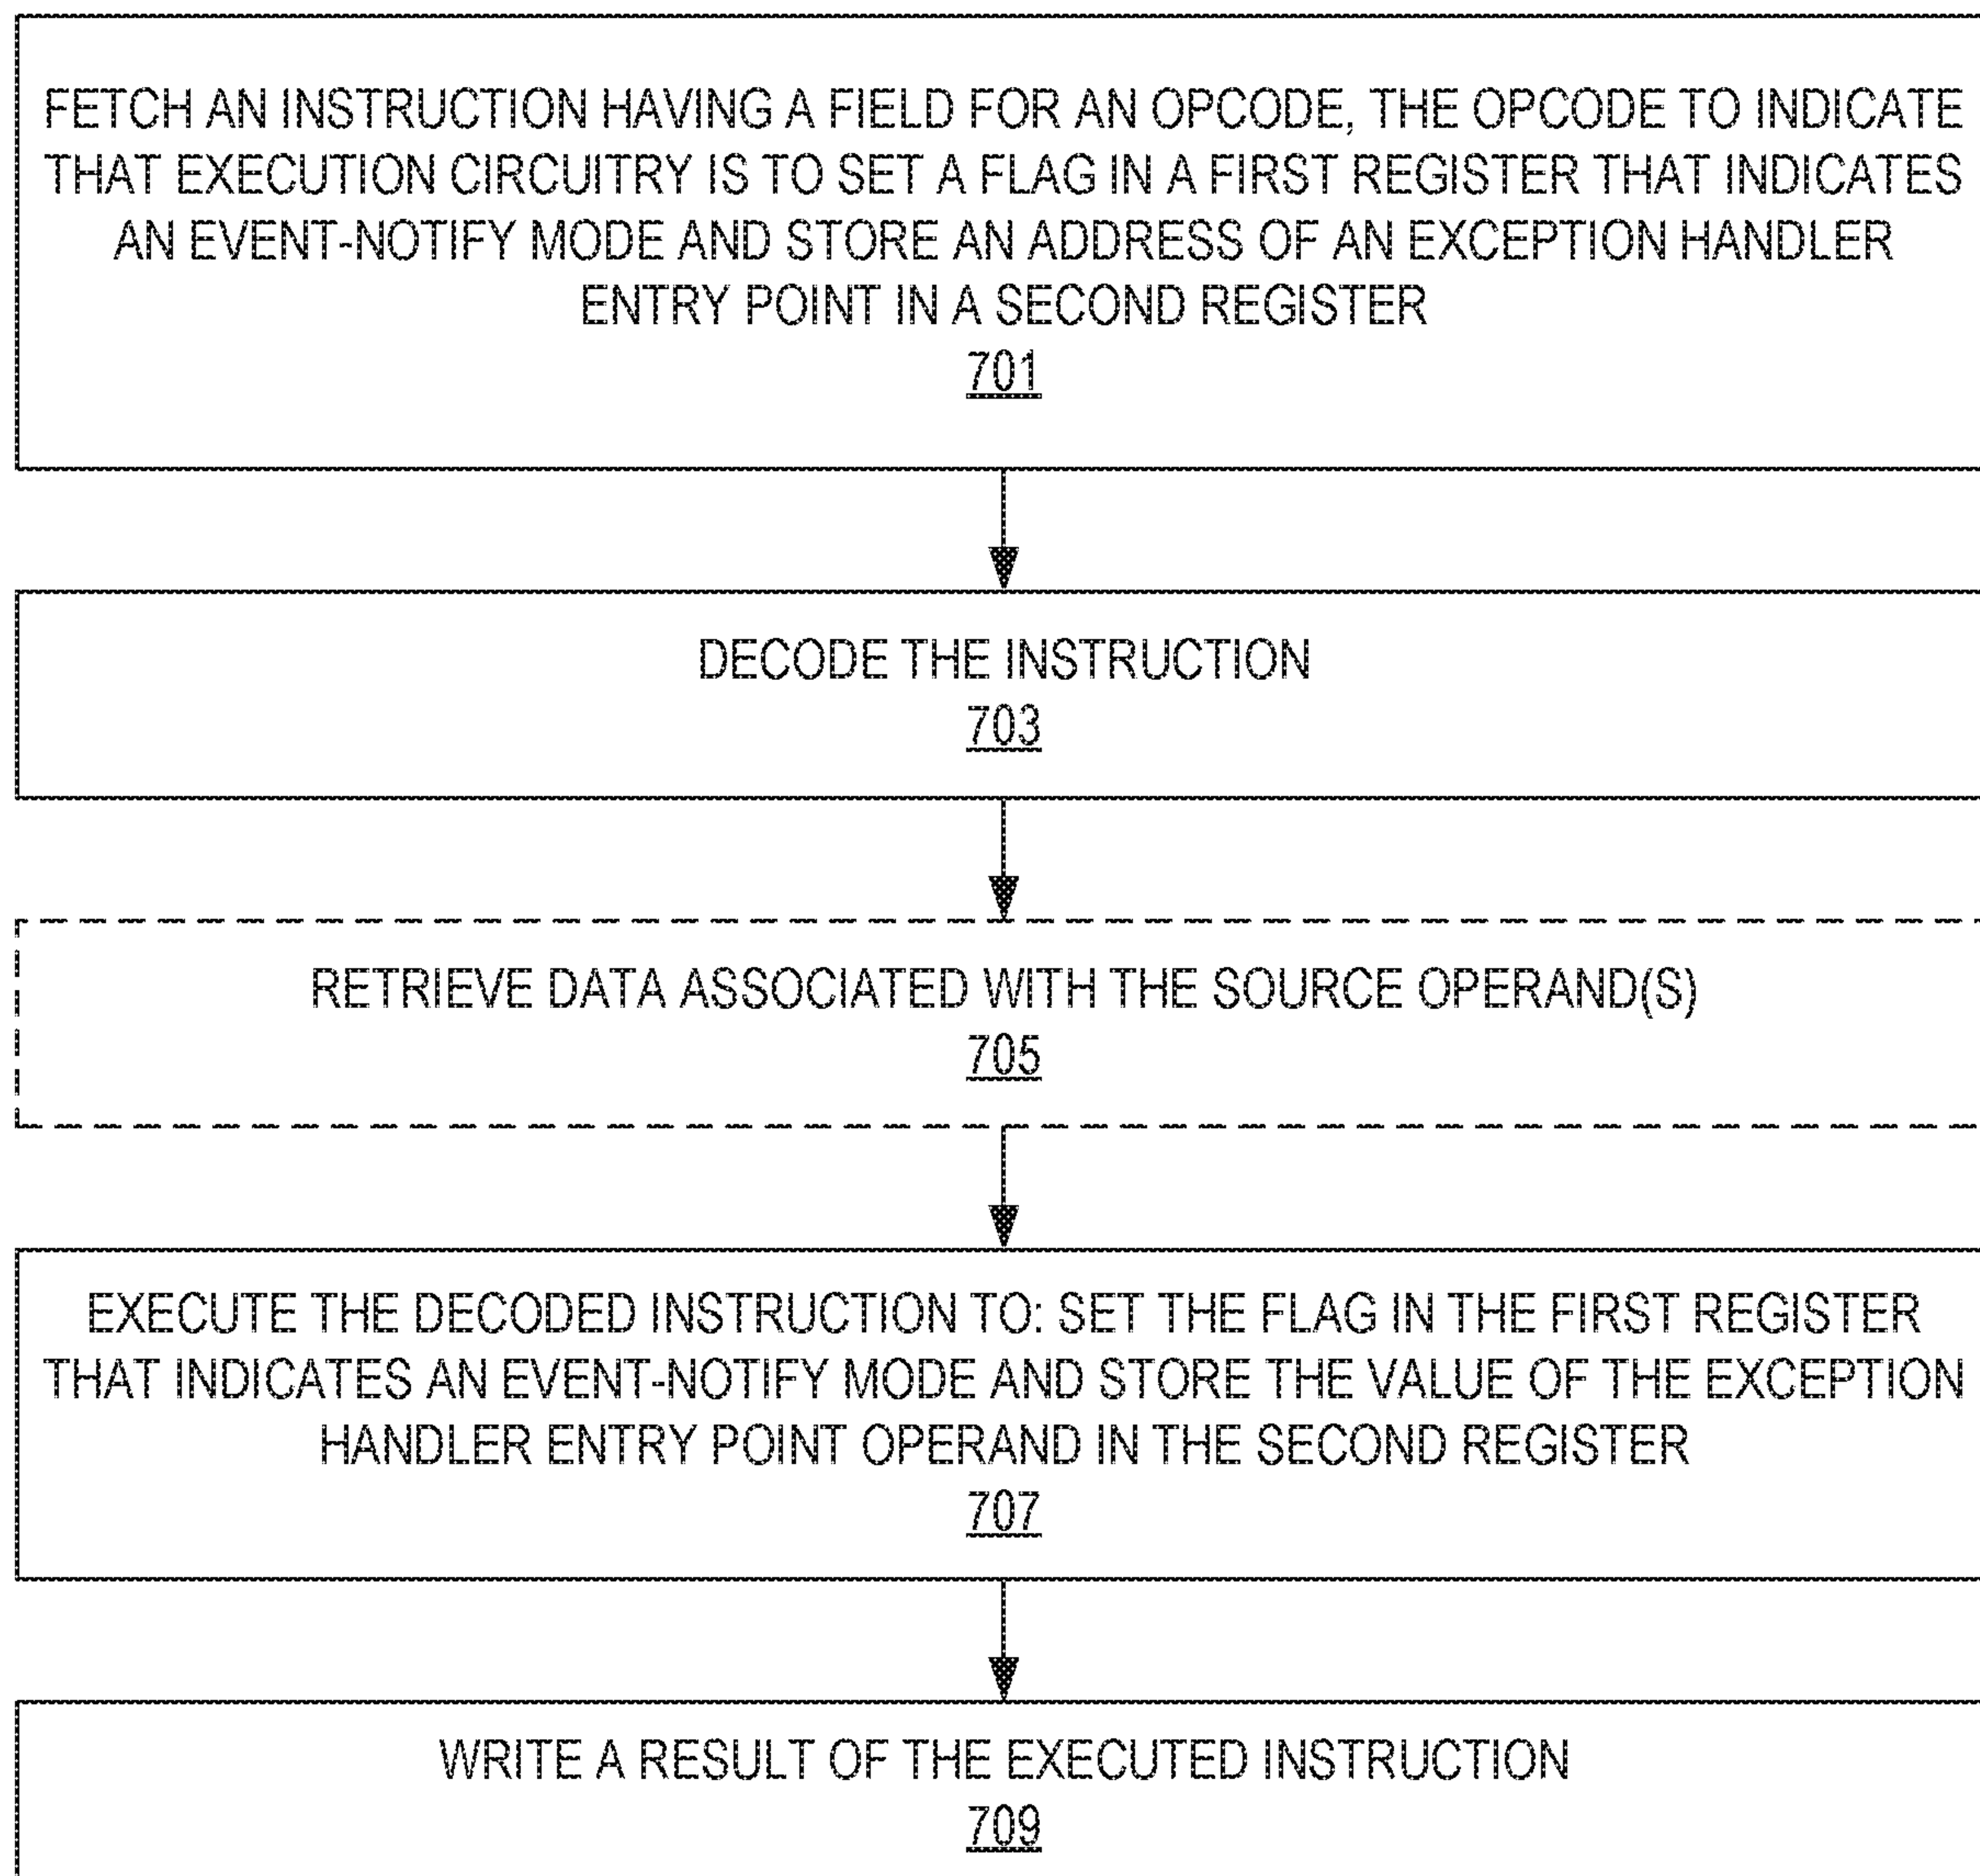 FETCH AN INSTRUCTION HAVING A FIELD FOR AN OPCODE, THE OPCODE TO INDICATE
THAT EXECUTION CIRCUITRY IS TO SET A FLAG IN A FIRST REGISTER THAT INDICATES
AN EVENT-NOTIFY MODE AND STORE AN ADDRESS OF AN EXCEPTION HANDLER
ENTRY POINT IN A SECOND REGISTER
701
DECODE THE INSTRUCTION
703
RETRIEVE DATA ASSOCIATED WITH THE SOURCE OPERAND(S)
705
EXECUTE THE DECODED INSTRUCTION TO: SET THE FLAG IN THE FIRST REGISTER
THAT INDICATES AN EVENT-NOTIFY MODE AND STORE THE VALUE OF THE EXCEPTION
HANDLER ENTRY POINT OPERAND IN THE SECOND REGISTER
707
WRITE A RESULT OF THE EXECUTED INSTRUCTION
709